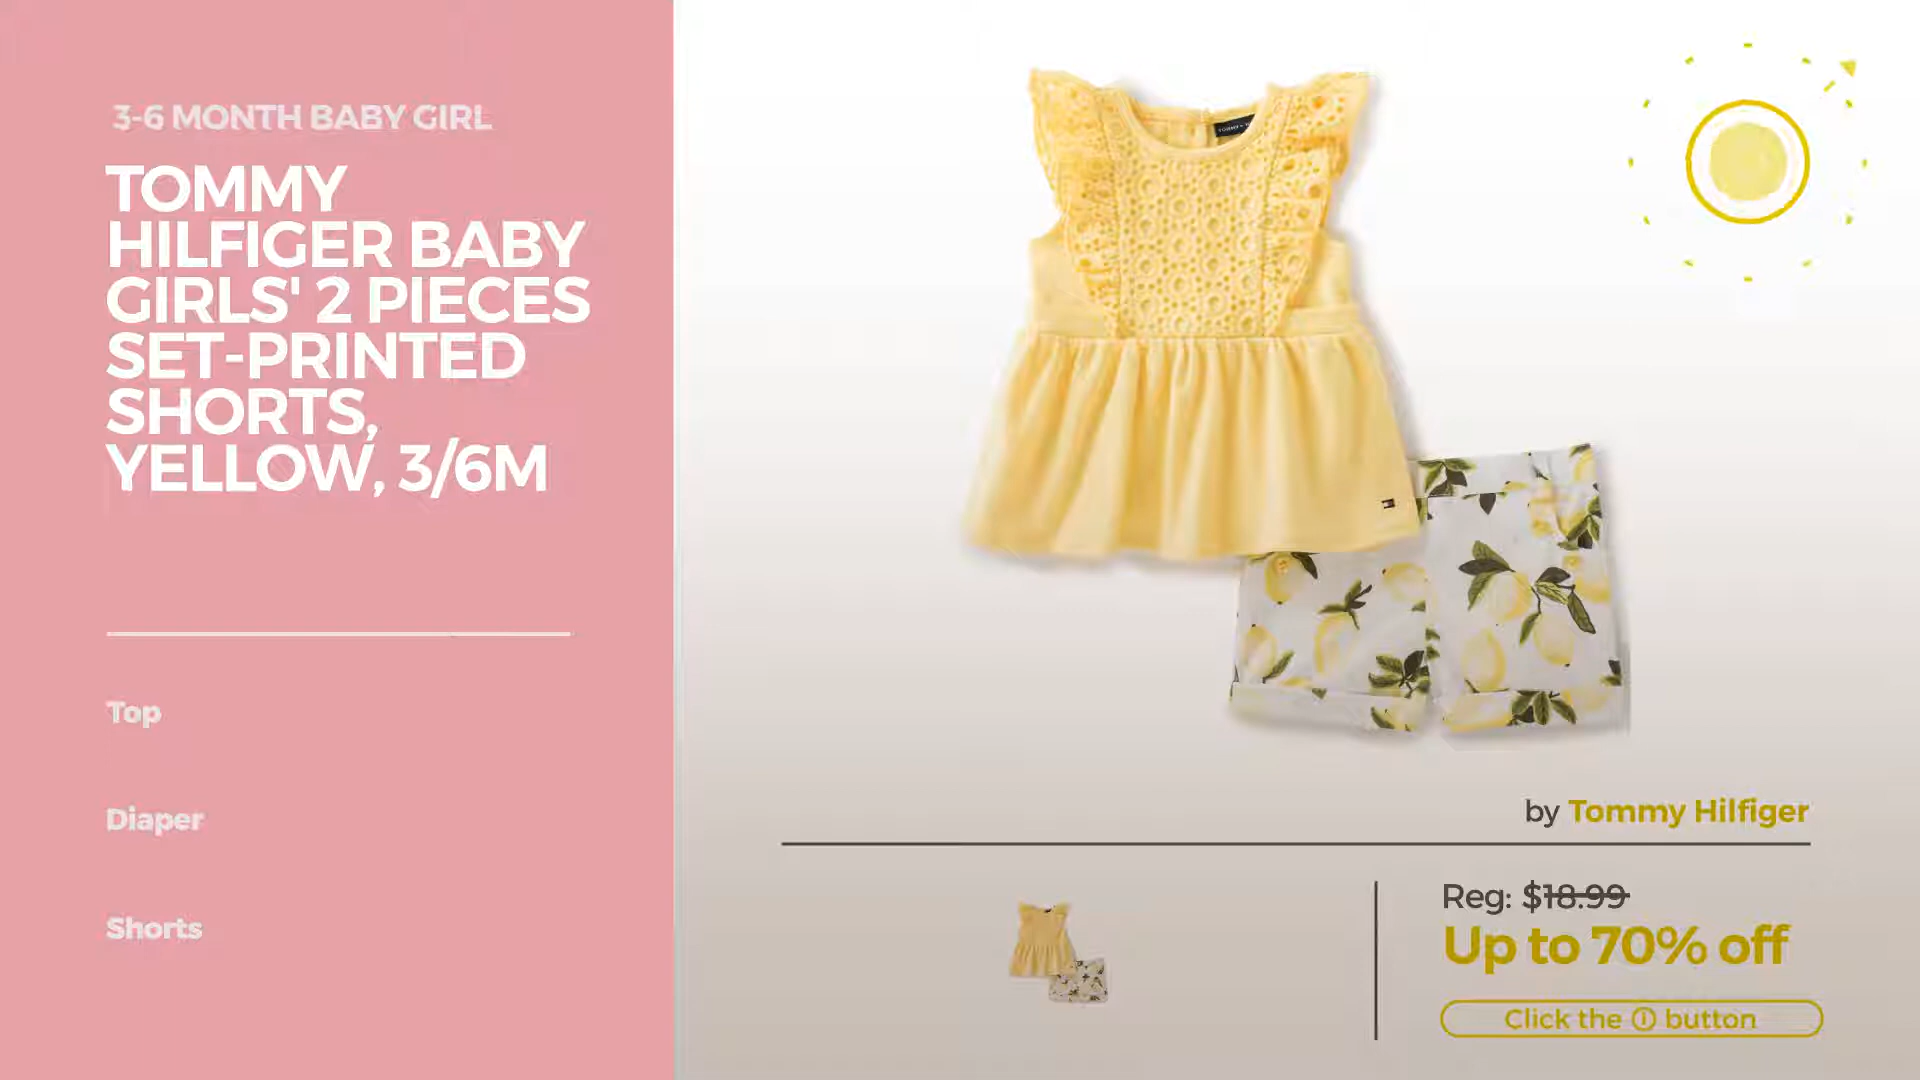 3-6 MONTH BABY GIRL
TOMMY
HILFIGER BABY
GIRLS' 2 PIECES
SET-PRINTED
SHORTS,
YELLOW, 3/6M
Top
Diaper
Shorts
by Tommy Hilfiger
Reg: $18.99
Up to 70% off
Click the ⓘ button